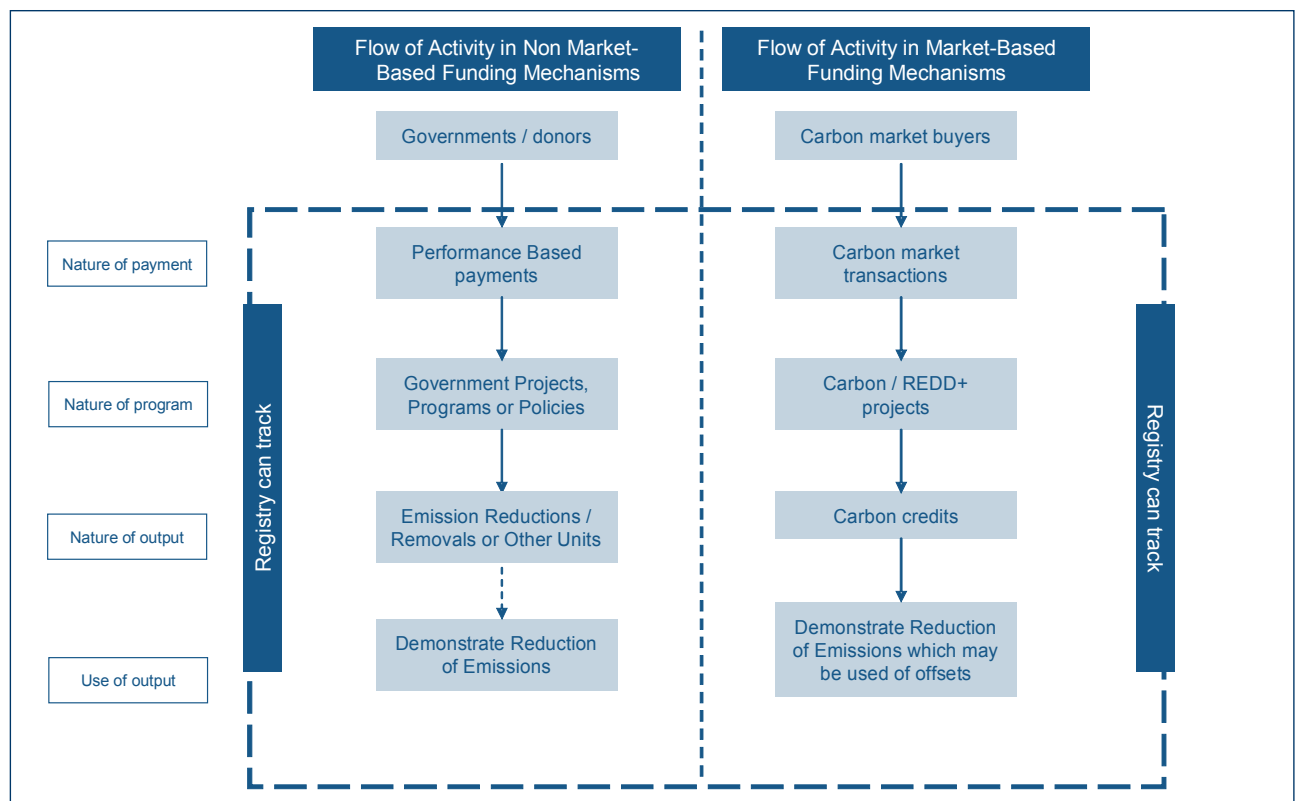 Flow of Activity in Non Market-
Based Funding Mechanisms
Flow of Activity in Market-Based
Funding Mechanisms
Governments / donors
Carbon market buyers
Nature of payment
Performance Based
payments
Carbon market
transactions
Nature of program
Government Projects,
Programs or Policies
Carbon / REDD+
projects
Nature of output
Emission Reductions /
Removals or Other Units
Carbon credits
Use of output
Demonstrate Reduction
of Emissions
Demonstrate Reduction
of Emissions which may
be used of offsets
Registry can track
Registry can track